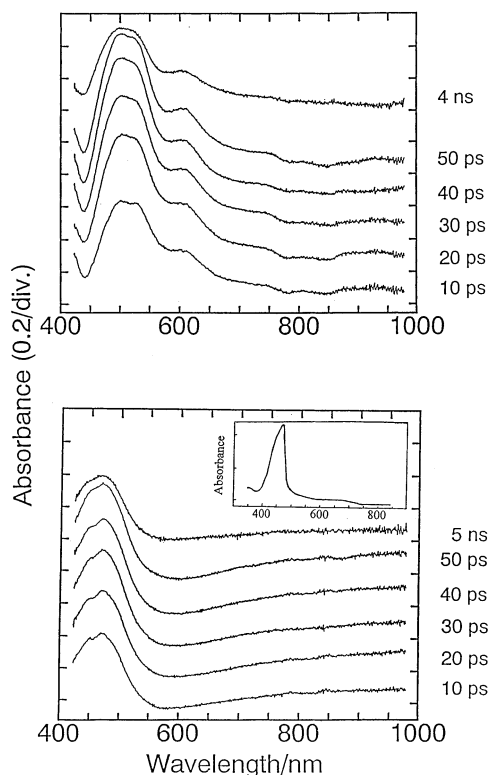 4 ns
50 ps
40 ps
30 ps
20 ps
10 ps
400 600 800 1000
Absorbance (0.2/div.)
Absorbance
400 600 800
5 ns
50 ps
40 ps
30 ps
20 ps
10 ps
400 600 800 1000
Wavelength/nm